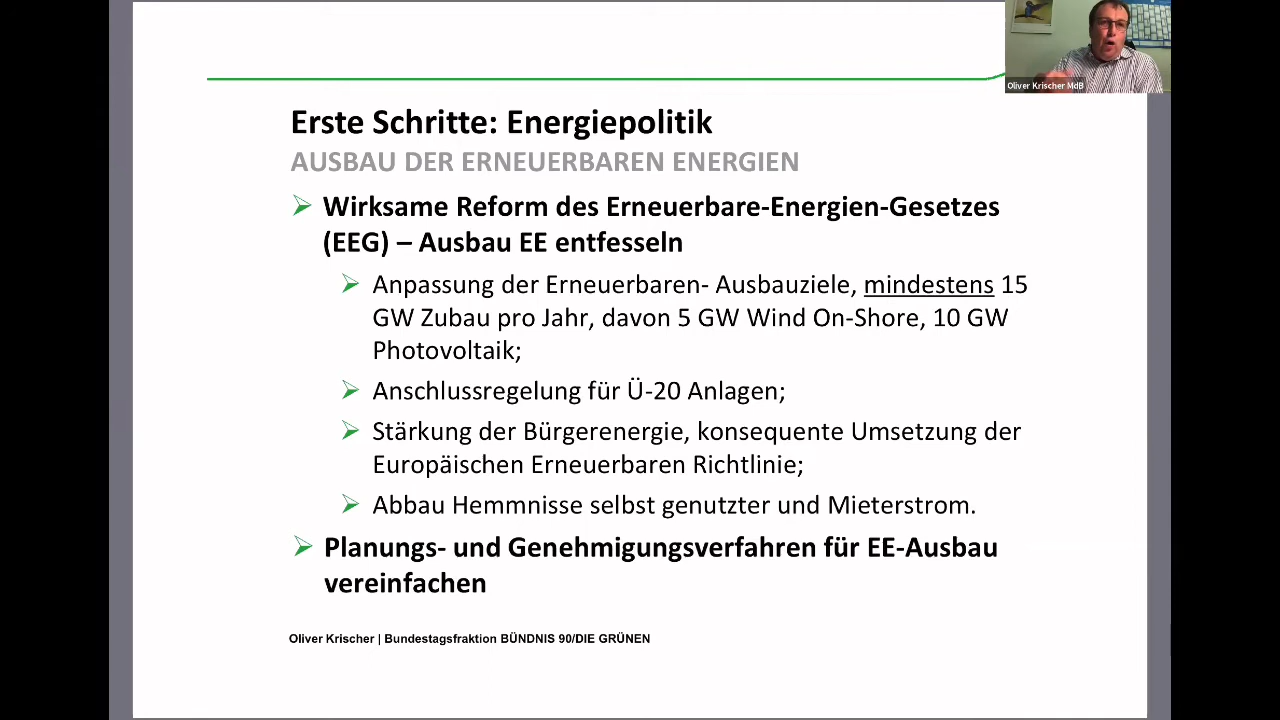 Oliver Krischer MdB
Erste Schritte: Energiepolitik
AUSBAU DER ERNEUERBAREN ENERGIEN
Wirksame Reform des Erneuerbare-Energien-Gesetzes
(EEG) – Ausbau EE entfesseln
Anpassung der Erneuerbaren- Ausbauziele, mindestens 15
GW Zubau pro Jahr, davon 5 GW Wind On-Shore, 10 GW
Photovoltaik;
Anschlussregelung für Ü-20 Anlagen;
Stärkung der Bürgerenergie, konsequente Umsetzung der
Europäischen Erneuerbaren Richtlinie;
Abbau Hemmnisse selbst genutzter und Mieterstrom.
Planungs- und Genehmigungsverfahren für EE-Ausbau
vereinfachen
Oliver Krischer | Bundestagsfraktion BÜNDNIS 90/DIE GRÜNEN